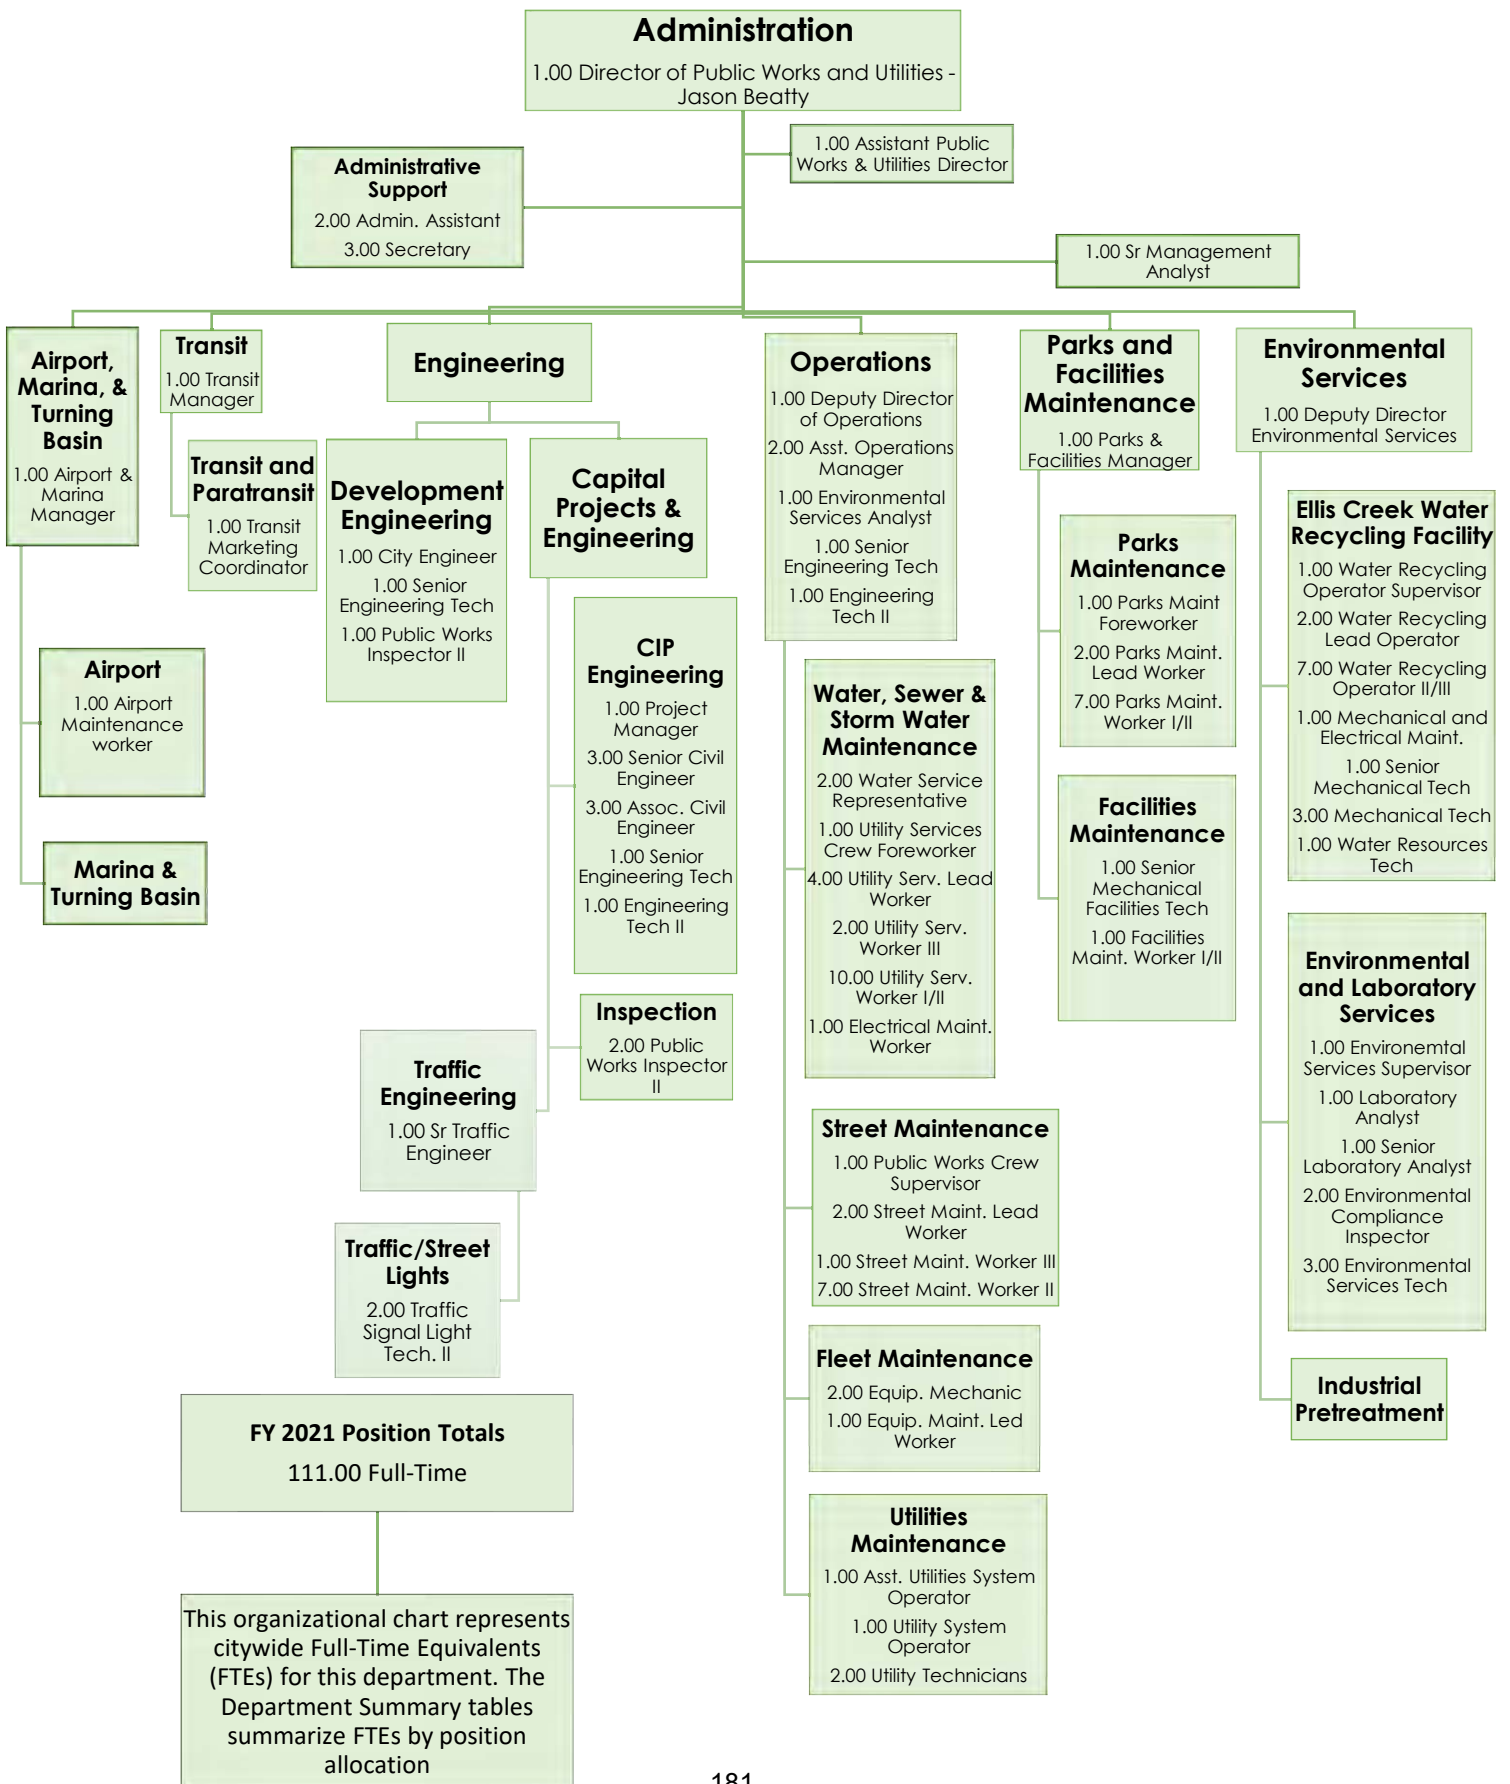 Administration
1.00 Director of Public Works and Utilities -
Jason Beatty
1.00 Assistant Public
Works & Utilities Director
Administrative
Support
2.00 Admin. Assistant
3.00 Secretary
1.00 Sr Management
Analyst
Airport,
Marina, &
Turning
Basin
1.00 Airport &
Marina
Manager
Airport
1.00 Airport
Maintenance
worker
Marina &
Turning Basin
Transit
1.00 Transit
Manager
Transit and
Paratransit
1.00 Transit
Marketing
Coordinator
Engineering
Development
Engineering
1.00 City Engineer
1.00 Senior
Engineering Tech
1.00 Public Works
Inspector II
Capital
Projects &
Engineering
CIP
Engineering
1.00 Project
Manager
3.00 Senior Civil
Engineer
3.00 Assoc. Civil
Engineer
1.00 Senior
Engineering Tech
1.00 Engineering
Tech II
Inspection
2.00 Public
Works Inspector
II
Traffic
Engineering
1.00 Sr Traffic
Engineer
Traffic/Street
Lights
2.00 Traffic
Signal Light
Tech. II
Operations
1.00 Deputy Director
of Operations
2.00 Asst. Operations
Manager
1.00 Environmental
Services Analyst
1.00 Senior
Engineering Tech
1.00 Engineering
Tech II
Water, Sewer &
Storm Water
Maintenance
2.00 Water Service
Representative
1.00 Utility Services
Crew Foreworker
4.00 Utility Serv. Lead
Worker
2.00 Utility Serv.
Worker III
10.00 Utility Serv.
Worker I/II
1.00 Electrical Maint.
Worker
Street Maintenance
1.00 Public Works Crew
Supervisor
2.00 Street Maint. Lead
Worker
1.00 Street Maint. Worker III
7.00 Street Maint. Worker II
Fleet Maintenance
2.00 Equip. Mechanic
1.00 Equip. Maint. Led
Worker
Utilities
Maintenance
1.00 Asst. Utilities System
Operator
1.00 Utility System
Operator
2.00 Utility Technicians
Parks and
Facilities
Maintenance
1.00 Parks &
Facilities Manager
Parks
Maintenance
1.00 Parks Maint
Foreworker
2.00 Parks Maint.
Lead Worker
7.00 Parks Maint.
Worker I/II
Facilities
Maintenance
1.00 Senior
Mechanical
Facilities Tech
1.00 Facilities
Maint. Worker I/II
Environmental
Services
1.00 Deputy Director
Environmental Services
Ellis Creek Water
Recycling Facility
1.00 Water Recycling
Operator Supervisor
2.00 Water Recycling
Lead Operator
7.00 Water Recycling
Operator II/III
1.00 Mechanical and
Electrical Maint.
1.00 Senior
Mechanical Tech
3.00 Mechanical Tech
1.00 Water Resources
Tech
Environmental
and Laboratory
Services
1.00 Environemtal
Services Supervisor
1.00 Laboratory
Analyst
1.00 Senior
Laboratory Analyst
2.00 Environmental
Compliance
Inspector
3.00 Environmental
Services Tech
Industrial
Pretreatment
FY 2021 Position Totals
111.00 Full-Time
This organizational chart represents
citywide Full-Time Equivalents
(FTEs) for this department. The
Department Summary tables
summarize FTEs by position
allocation
181